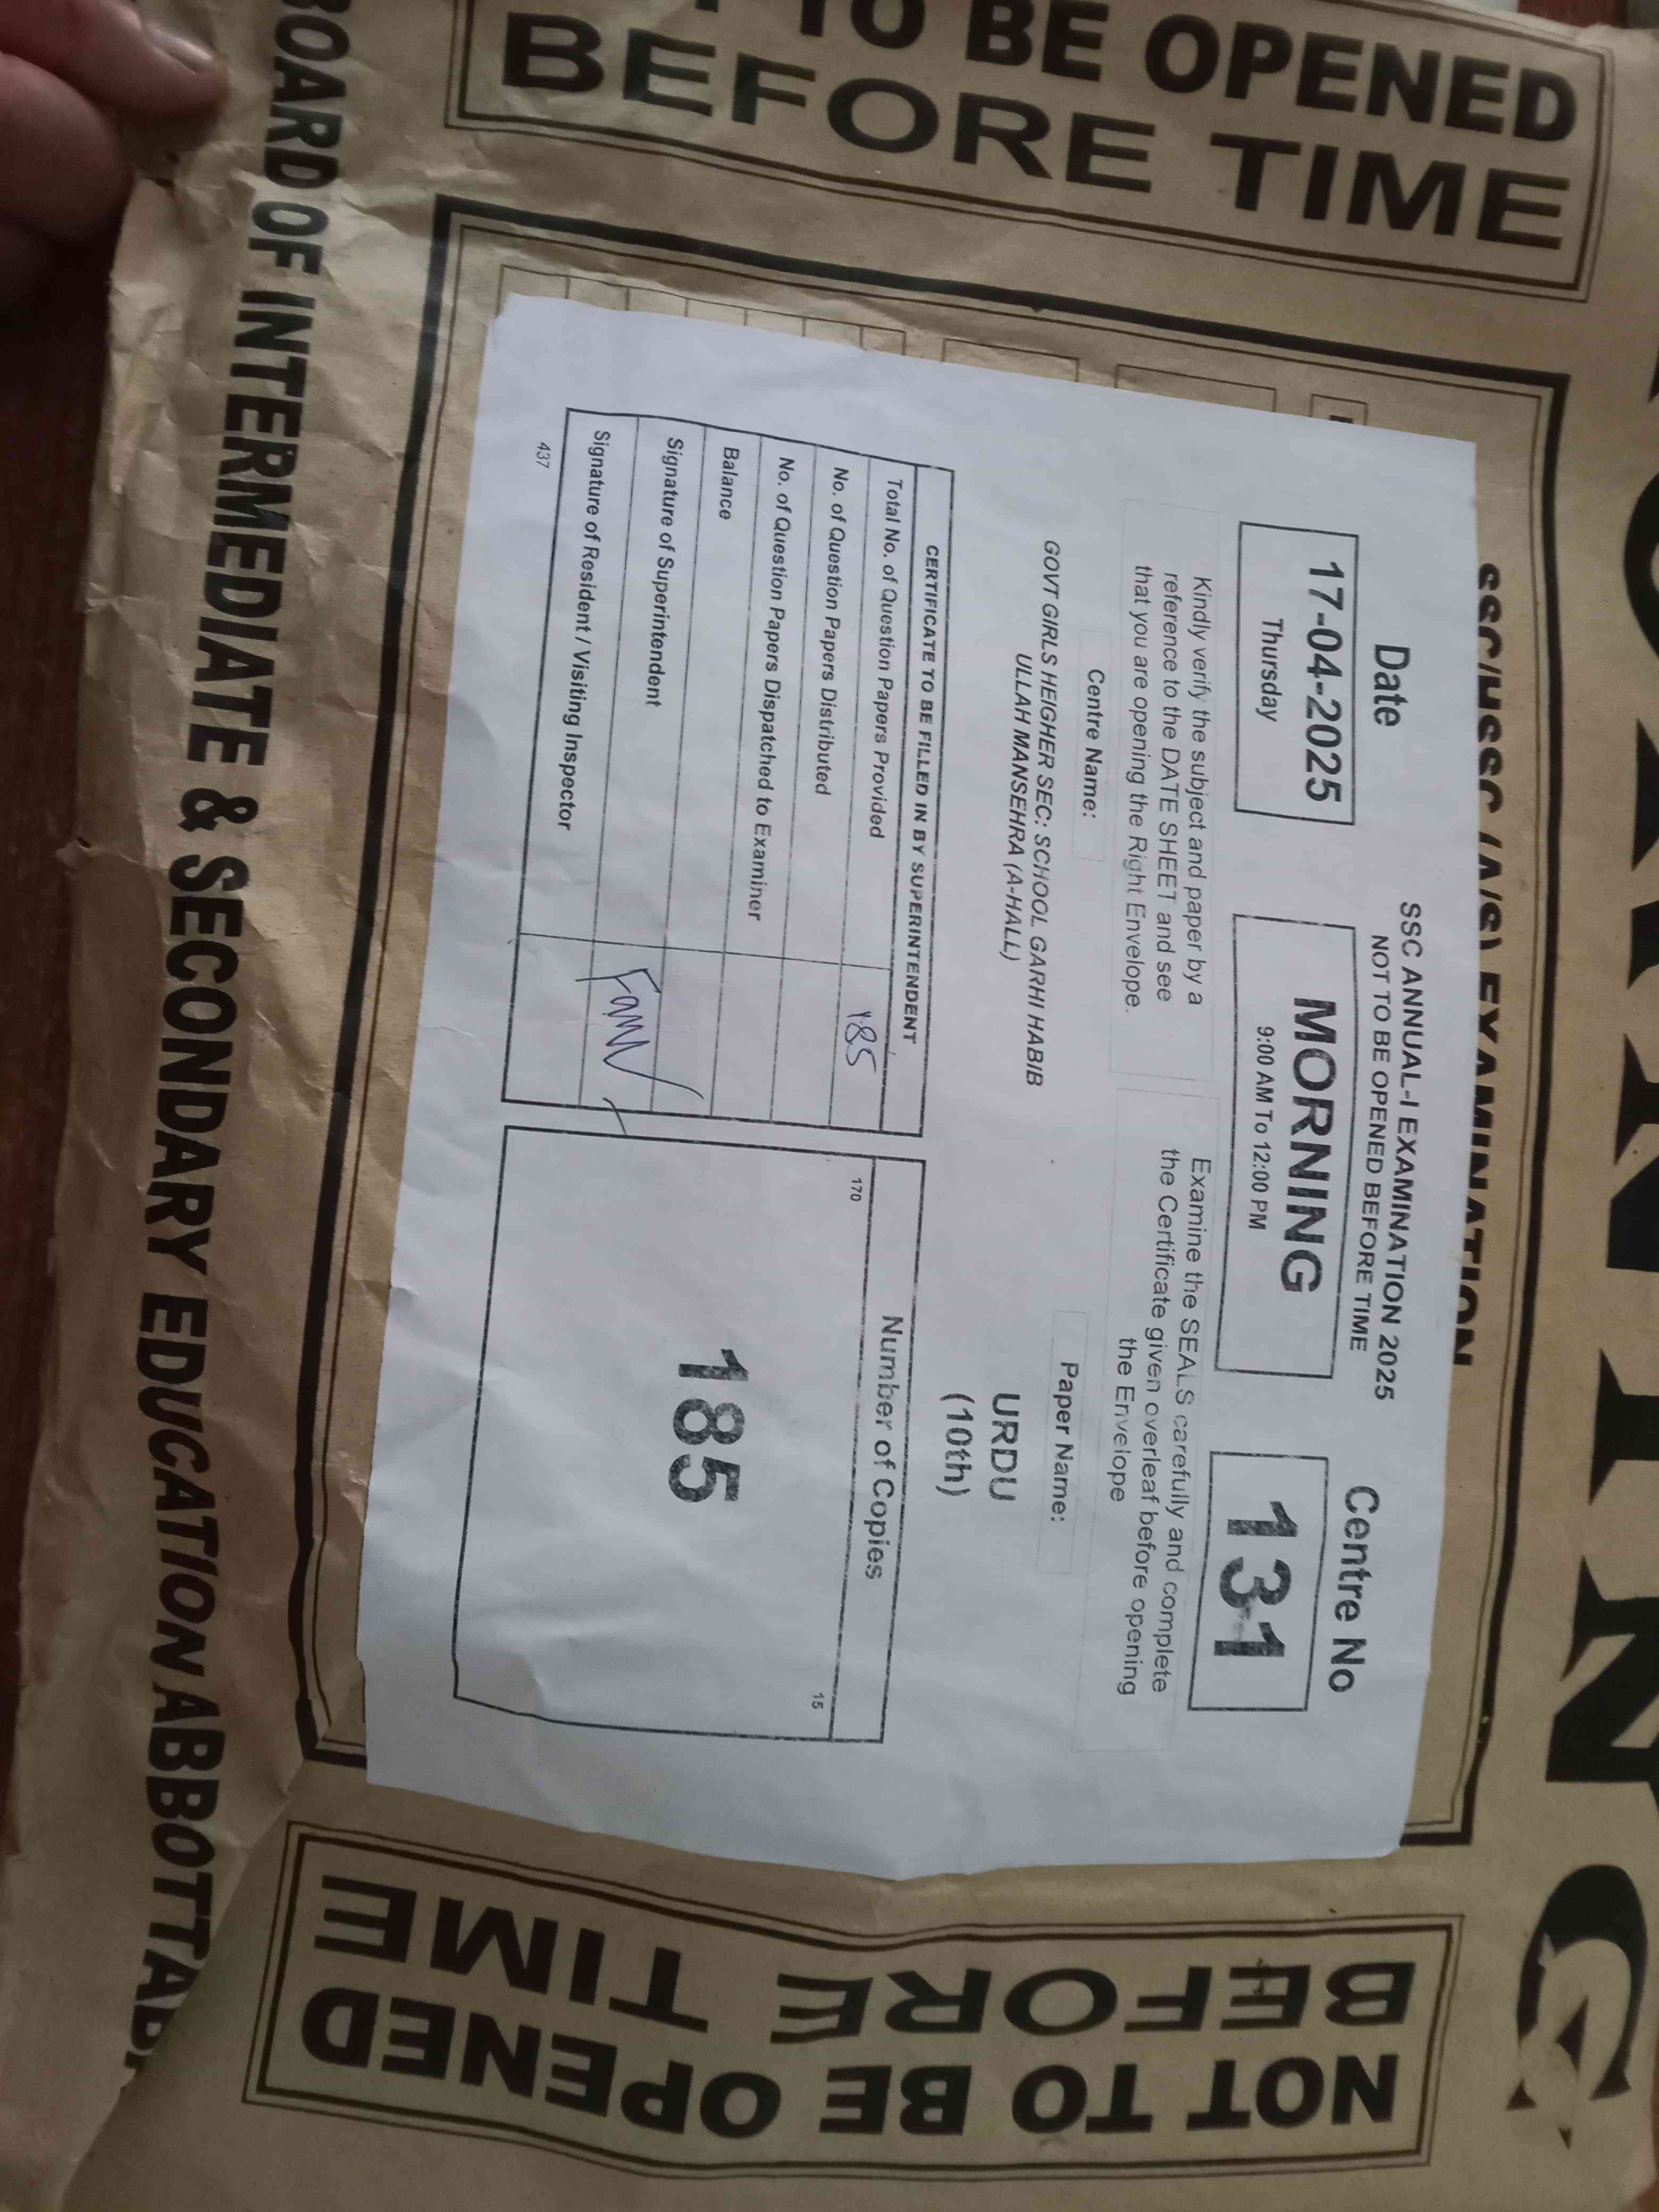 TO BE OPENED
BEFORE TIME
SSC/HSSC (A/S) EXAMINATION
SSC ANNUAL-I EXAMINATION 2025
NOT TO BE OPENED BEFORE TIME
Date
17-04-2025
Thursday
MORNING
9:00 AM To 12:00 PM
Centre No
131
Kindly verify the subject and paper by a
reference to the DATE SHEET and see
that you are opening the Right Envelope.
Examine the SEALS carefully and complete
the Certificate given overleaf before opening
the Envelope
Centre Name:
GOVT GIRLS HEIGHER SEC: SCHOOL GARHI HABIB
ULLAH MANSEHRA (A-HALL)
Paper Name:
URDU
(10th)
CERTIFICATE TO BE FILLED IN BY SUPERINTENDENT
Total No. of Question Papers Provided 185
No. of Question Papers Distributed
No. of Question Papers Dispatched to Examiner
Balance
Signature of Superintendent
Signature of Resident / Visiting Inspector
437
Number of Copies
170
15
185
BOARD OF INTERMEDIATE & SECONDARY EDUCATION ABBOTTAB
NOT TO BE OPENED
BEFORE TIME